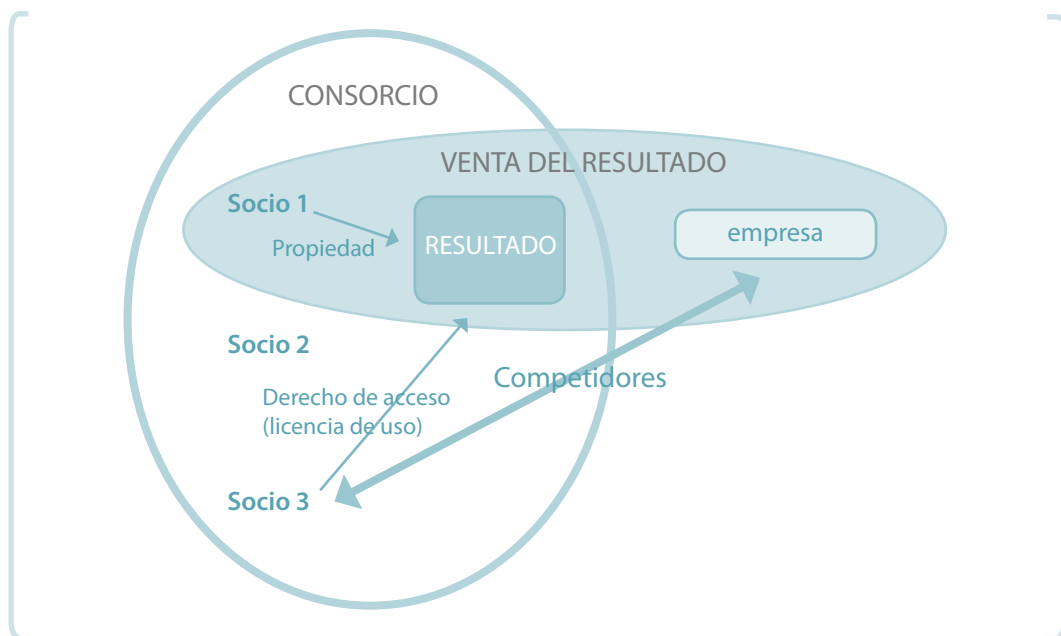 CONSORCIO
VENTA DEL RESULTADO
Socio 1
Propiedad
RESULTADO
empresa
Socio 2
Competidores
Derecho de acceso
(licencia de uso)
Socio 3